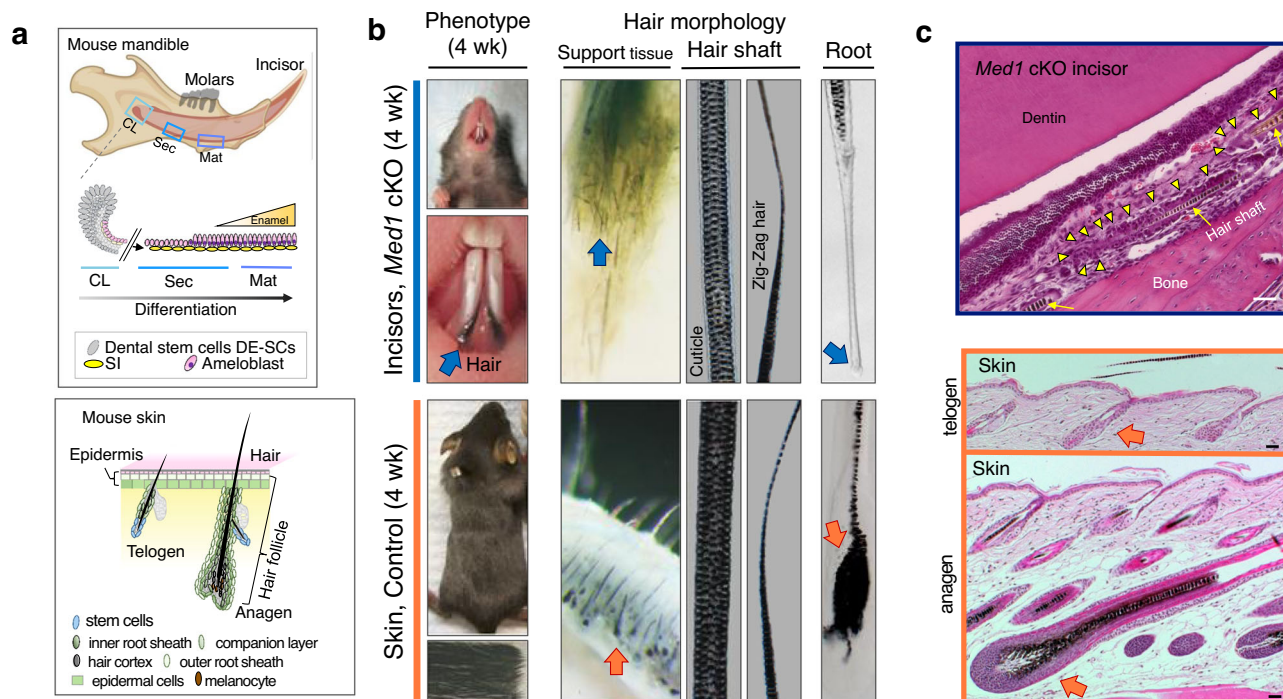 a
Mouse mandible
Incisor
Molars
CL
Sec
Mat
Enamel
CL Sec Mat
Differentiation
Dental stem cells DE-SCs
SI Ameloblast
Mouse skin
Epidermis
Hair
Telogen
Hair follicle
Anagen
stem cells
inner root sheath companion layer
hair cortex outer root sheath
epidermal cells melanocyte
b
Phenotype
(4 wk)
Hair morphology
Support tissue Hair shaft Root
Incisors, Med1 cKO (4 wk)
Hair
Cuticle
Zig-Zag hair
Skin, Control (4 wk)
c
Med1 cKO incisor
Dentin
Hair shaft
Bone
telogen
Skin
anagen
Skin